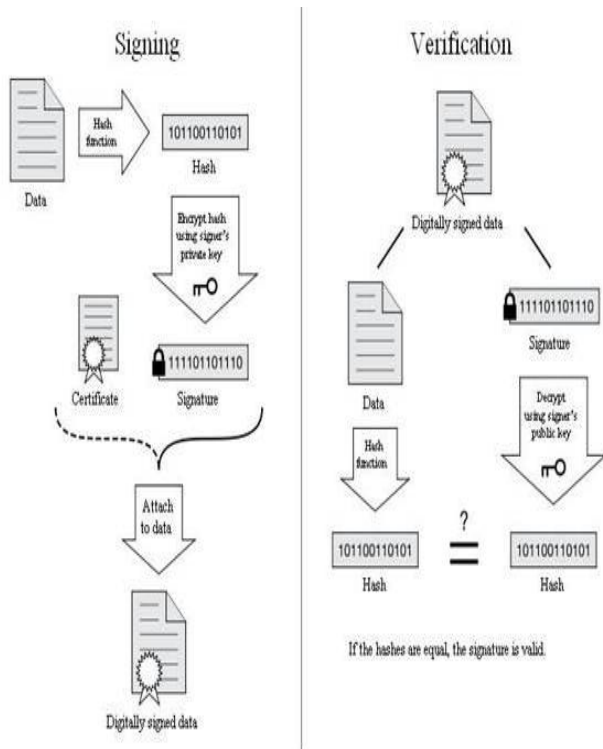 Signing
Data
Hash
function
101100110101
Hash
Encrypt hash
using signer's
private key
Certificate
111101101110
Signature
Attach
to data
Digitally signed data
Verification
Digitally signed data
Data
111101101110
Signature
Hash
function
Decrypt
using signer's
public key
101100110101
Hash
?
=
101100110101
Hash
If the hashes are equal, the signature is valid.